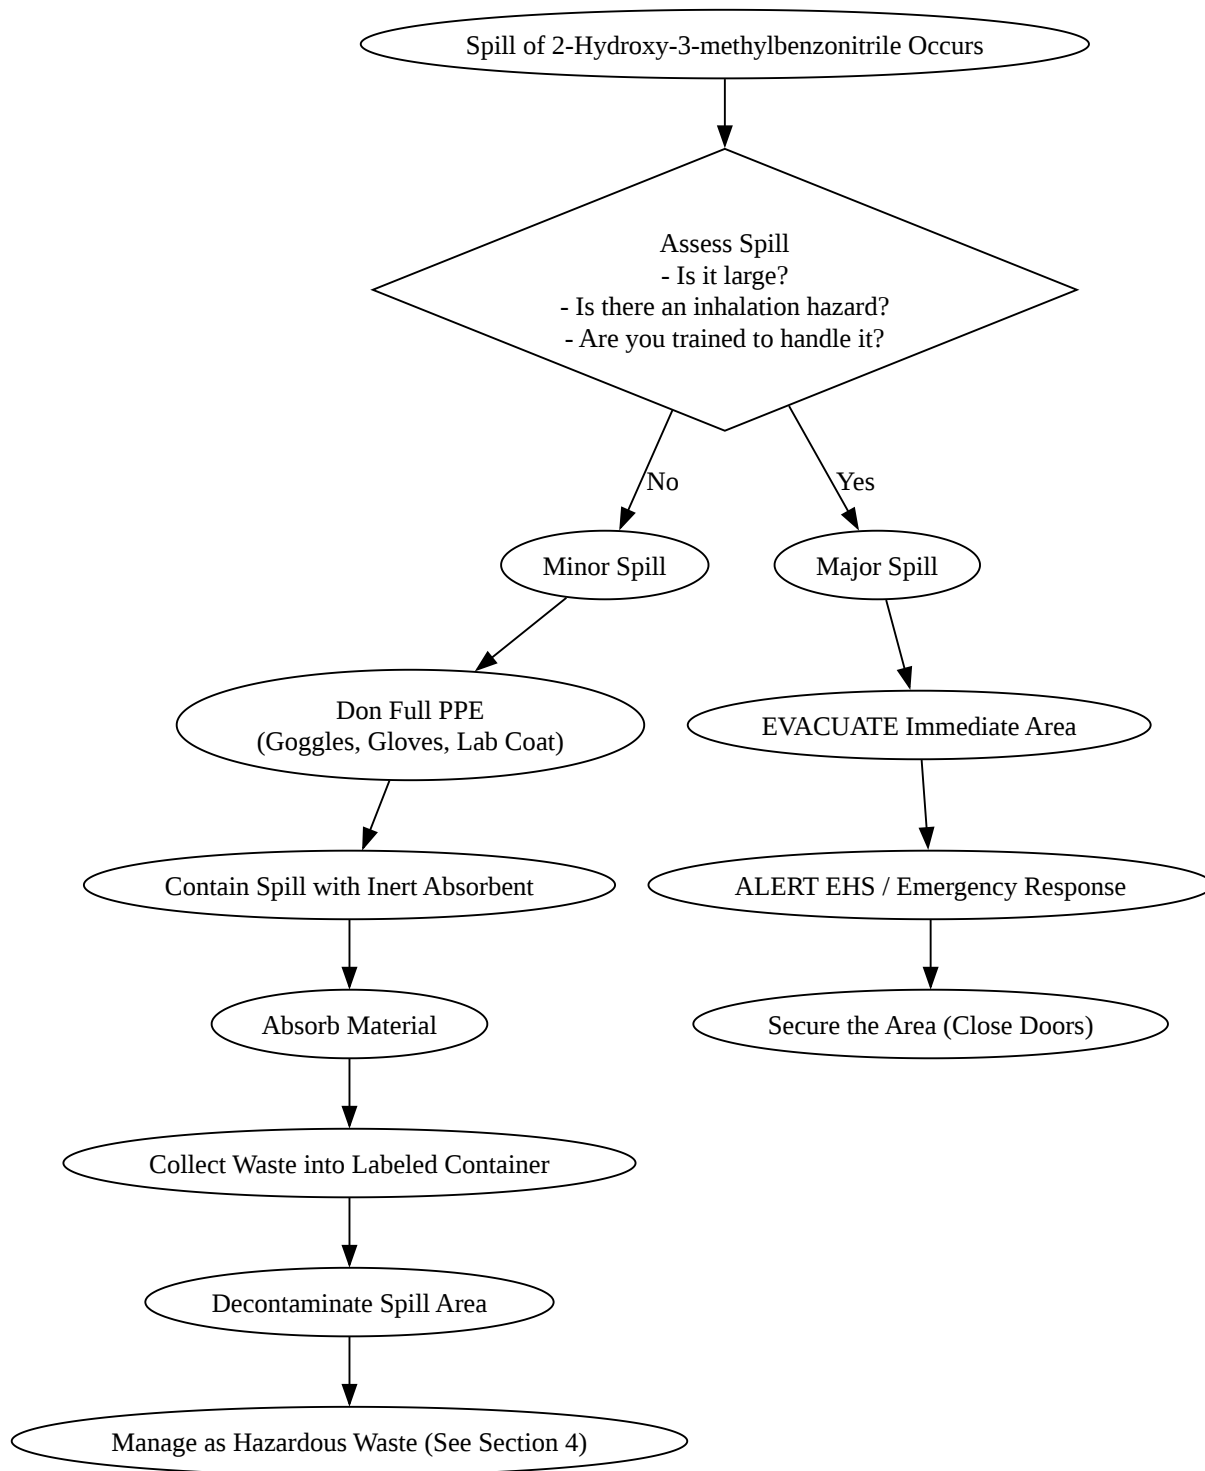 Spill of 2-Hydroxy-3-methylbenzonitrile Occurs
Assess Spill
- Is it large?
- Is there an inhalation hazard?
- Are you trained to handle it?
No
Yes
Minor Spill
Major Spill
Don Full PPE
(Goggles, Gloves, Lab Coat)
EVACUATE Immediate Area
Contain Spill with Inert Absorbent
ALERT EHS / Emergency Response
Absorb Material
Secure the Area (Close Doors)
Collect Waste into Labeled Container
Decontaminate Spill Area
Manage as Hazardous Waste (See Section 4)